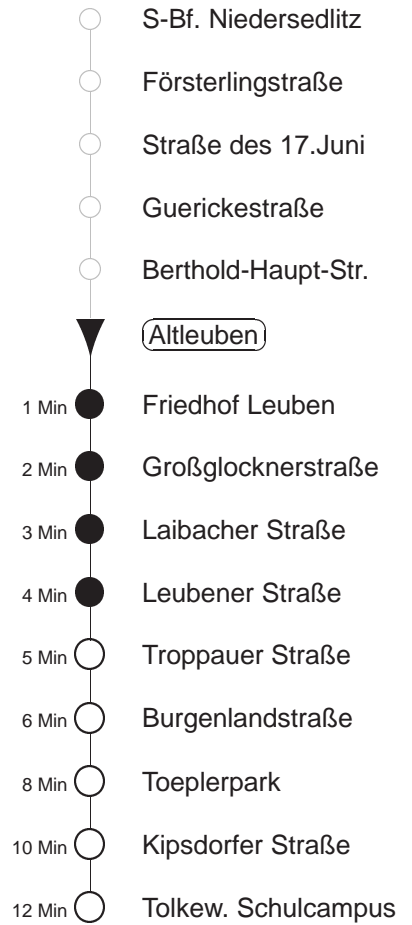 S-Bf. Niedersedlitz
Försterlingstraße
Straße des 17.Juni
Guerickestraße
Berthold-Haupt-Str.
Altleuben
1 Min Friedhof Leuben
2 Min Großglocknerstraße
3 Min Laibacher Straße
4 Min Leubener Straße
5 Min Troppauer Straße
6 Min Burgenlandstraße
8 Min Toeplerpark
10 Min Kipsdorfer Straße
12 Min Tolkew. Schulcampus